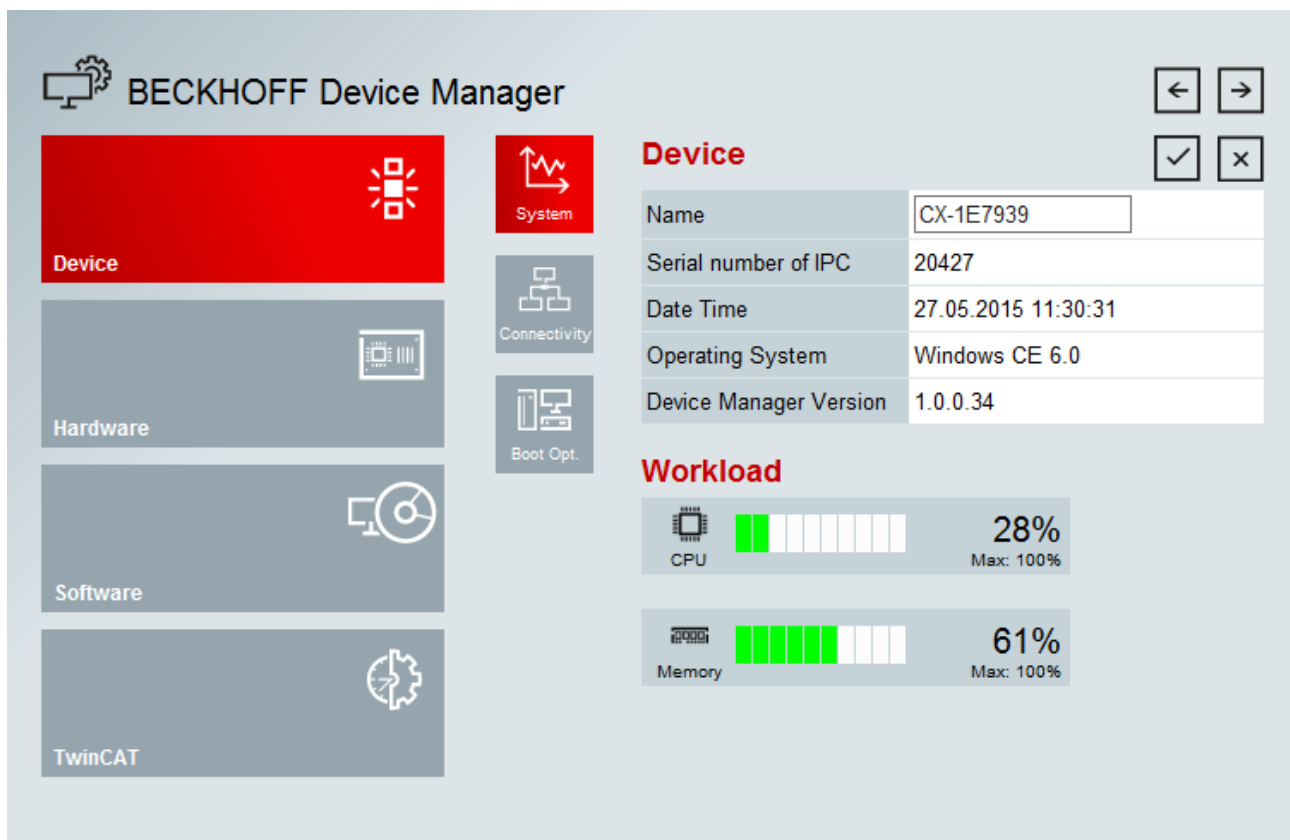 BECKHOFF Device Manager
Device
Hardware
Software
TwinCAT
System
Connectivity
Boot Opt.
Device
Name CX-1E7939
Serial number of IPC 20427
Date Time 27.05.2015 11:30:31
Operating System Windows CE 6.0
Device Manager Version 1.0.0.34
Workload
CPU 28%
Max: 100%
Memory 61%
Max: 100%